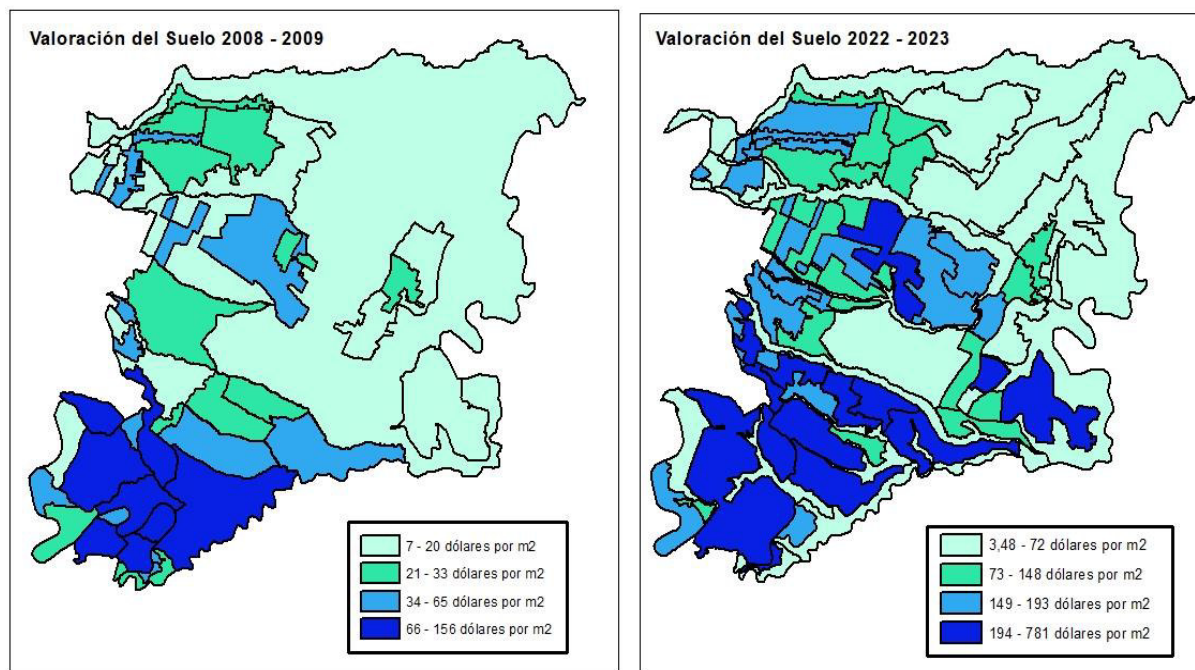 Valoración del Suelo 2008 - 2009
7 - 20 dólares por m2
21 - 33 dólares por m2
34 - 65 dólares por m2
66 - 156 dólares por m2
Valoración del Suelo 2022 - 2023
3,48 - 72 dólares por m2
73 - 148 dólares por m2
149 - 193 dólares por m2
194 - 781 dólares por m2